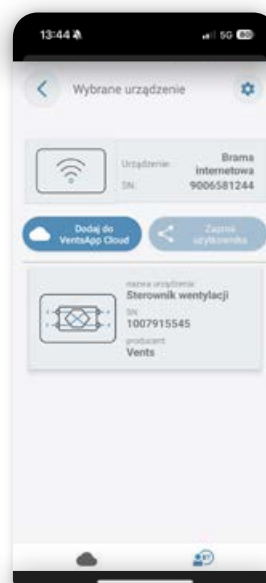 13:44
5G 60
Wybrane urządzenie
Urządzenie: Brama internetowa
SN: 9006581244
Dodaj do VentsApp Cloud
Zaproś użytkownika
nazwa urządzenia:
Sterownik wentylacji
SN
1007915545
producent
Vents